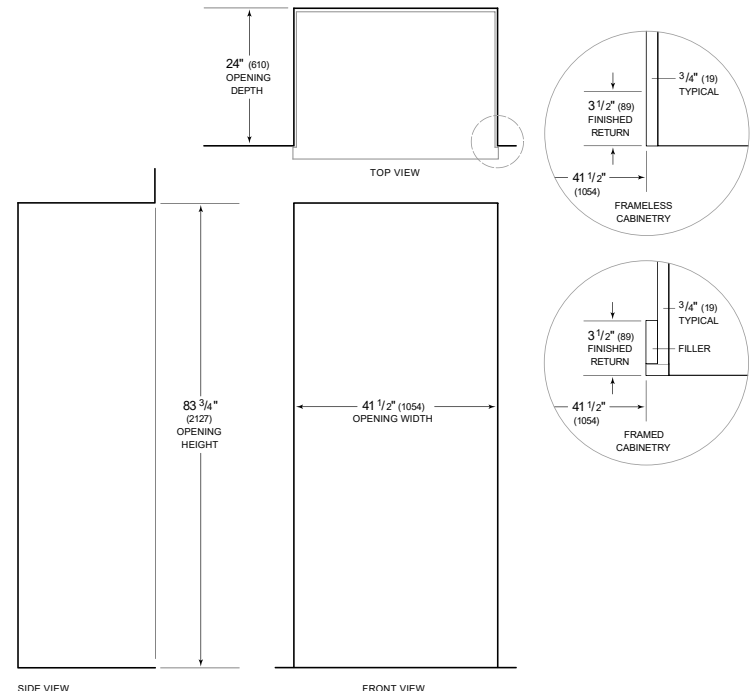 24" (610)
OPENING
DEPTH
TOP VIEW
3/4" (19)
TYPICAL
3 1/2" (89)
FINISHED
RETURN
41 1/2"
(1054)
FRAMELESS
CABINETRY
3/4" (19)
TYPICAL
3 1/2" (89)
FINISHED
RETURN
FILLER
41 1/2"
(1054)
FRAMED
CABINETRY
83 3/4"
(2127)
OPENING
HEIGHT
41 1/2" (1054)
OPENING WIDTH
SIDE VIEW
FRONT VIEW